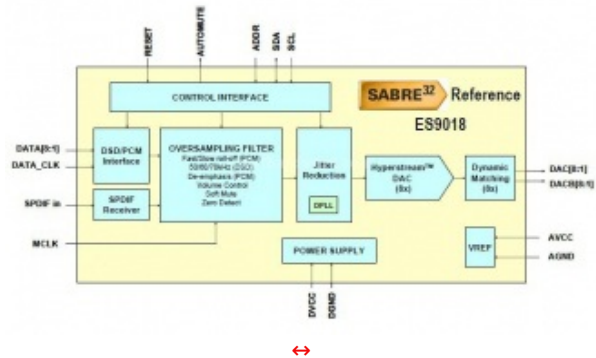 RESET
AUTOMUTE
ADDR
SDA
SCL
CONTROL INTERFACE
SABRE32 Reference
ES9018
DATA[8:1]
DATA_CLK
DSD/PCM
Interface
OVERSAMPLING FILTER
Fast/Slow roll-off (PCM)
50/60/70kHz (DSD)
De-emphasis (PCM)
Volume Control
Soft Mute
Zero Detect
Jitter
Reduction
DPLL
Hyperstream™
DAC
(8x)
Dynamic
Matching
(8x)
DAC[8:1]
DACB[8:1]
SPDIF in
SPDIF
Receiver
MCLK
POWER SUPPLY
VREF
AVCC
AGND
DVCC
DGND